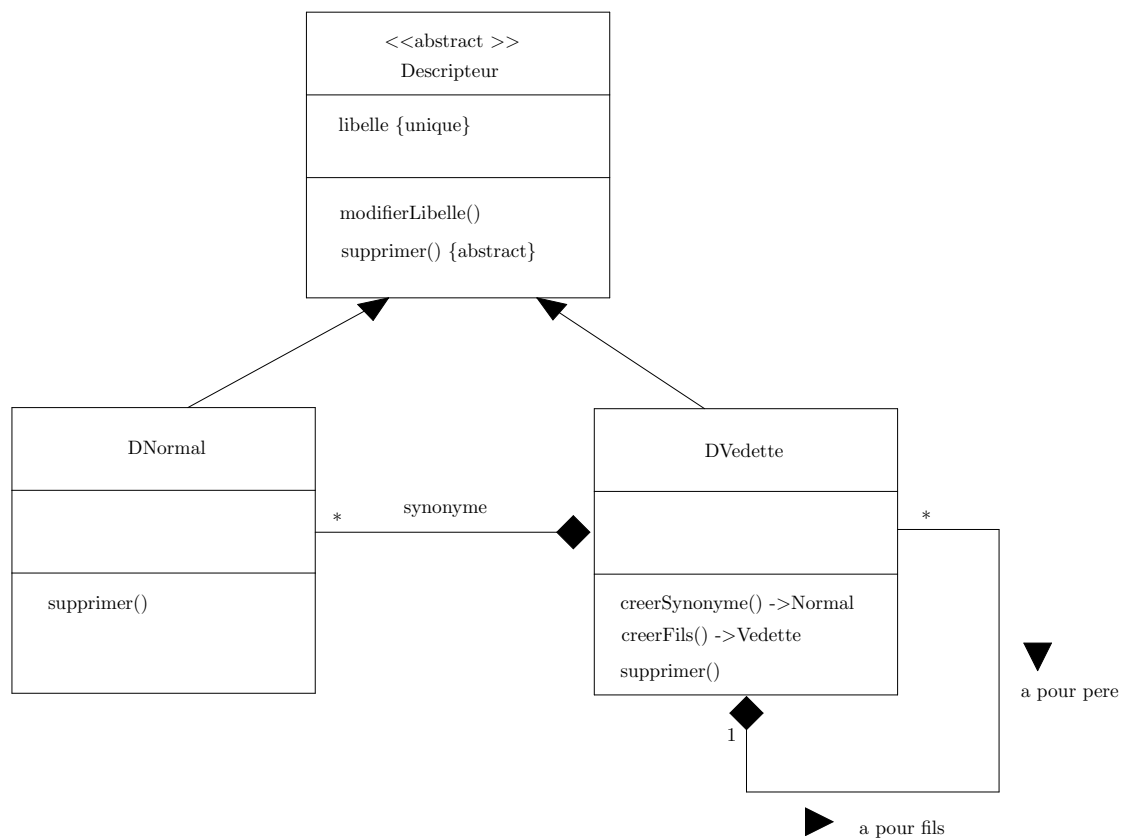 <<abstract >>
Descripteur
libelle {unique}
modifierLibelle()
supprimer() {abstract}
DNormal
DVedette
* synonyme
*
supprimer()
creerSynonyme() ->Normal
creerFils() ->Vedette
supprimer()
a pour pere
1
a pour fils